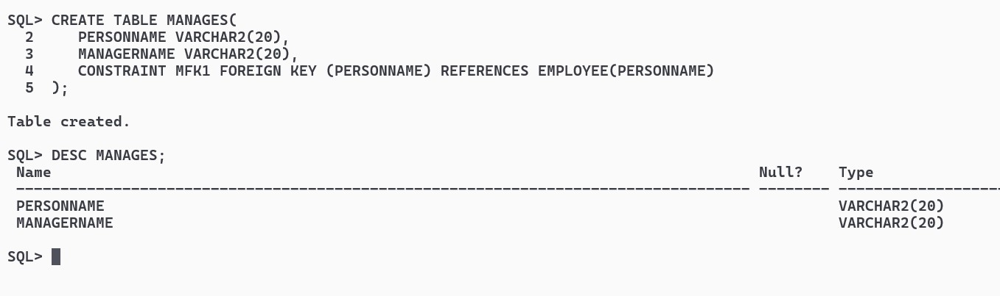 SQL> CREATE TABLE MANAGES(
  2     PERSONNAME VARCHAR2(20),
  3     MANAGERNAME VARCHAR2(20),
  4     CONSTRAINT MFK1 FOREIGN KEY (PERSONNAME) REFERENCES EMPLOYEE(PERSONNAME)
  5  );
Table created.
SQL> DESC MANAGES;
 Name                                                                                Null?    Type
 ----------------------------------------------------------------------------------- -------- ------------------
 PERSONNAME                                                                                   VARCHAR2(20)
 MANAGERNAME                                                                                  VARCHAR2(20)
SQL>